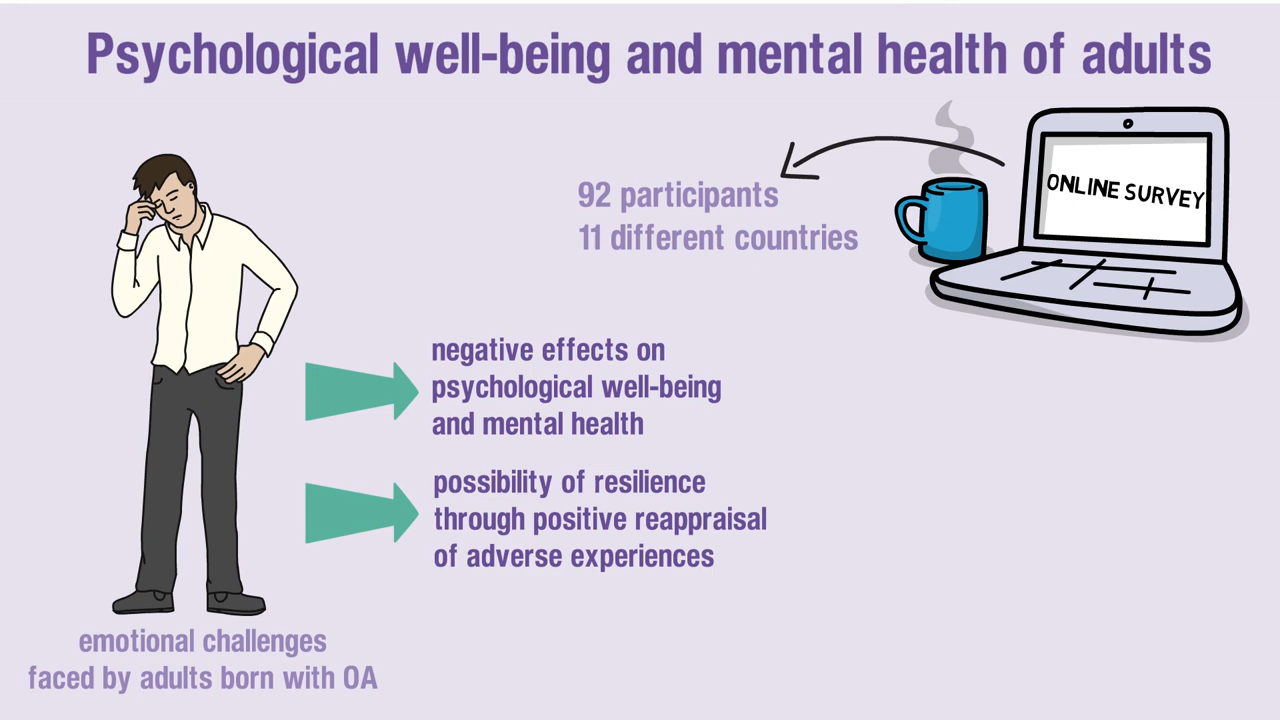 Psychological well-being and mental health of adults
ONLINE SURVEY
92 participants
11 different countries
negative effects on
psychological well-being
and mental health
possibility of resilience
through positive reappraisal
of adverse experiences
emotional challenges
faced by adults born with OA